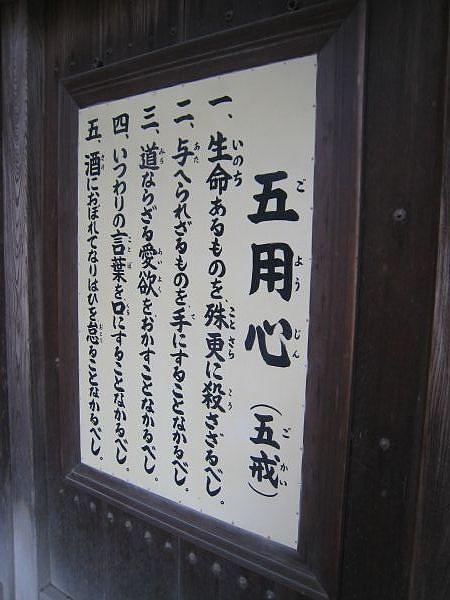 五用心（五戒）
一、生命あるものを、殊更に殺さざるべし。
二、与へられざるものを、手にすることなかるべし。
三、道ならざる愛欲をおかすことなかるべし。
四、いつわりの言葉を口にすることなかるべし。
五、酒におぼれてなりはひを怠ることなかるべし。